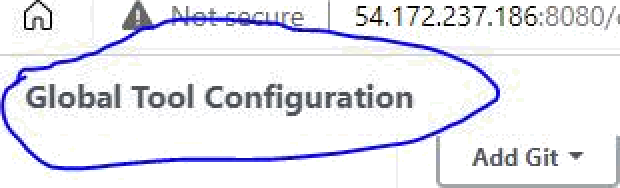 Not secure 54.172.237.186:8080/
Global Tool Configuration
Add Git